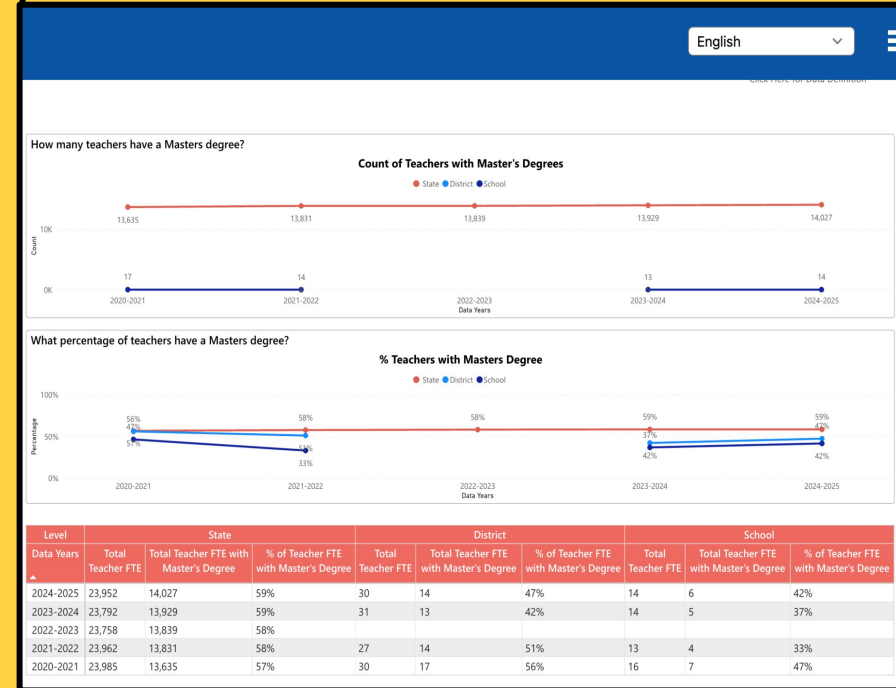 English
Click Here for Data Definition
How many teachers have a Masters degree?
Count of Teachers with Master's Degrees
State District School
10K
0K
Count
13,635 13,831 13,839 13,929 14,027
17 14 13 14
2020-2021 2021-2022 2022-2023 2023-2024 2024-2025
Data Years
What percentage of teachers have a Masters degree?
% Teachers with Masters Degree
State District School
100%
50%
0%
Percentage
56% 58% 58% 59% 59%
47% 37% 47%
57% 51% 42% 42%
33%
2020-2021 2021-2022 2022-2023 2023-2024 2024-2025
Data Years
Level State District School
Data Years Total Teacher FTE Total Teacher FTE with Master's Degree % of Teacher FTE with Master's Degree Total Teacher FTE Total Teacher FTE with Master's Degree % of Teacher FTE with Master's Degree Total Teacher FTE Total Teacher FTE with Master's Degree % of Teacher FTE with Master's Degree
2024-2025 23,952 14,027 59% 30 14 47% 14 6 42%
2023-2024 23,792 13,929 59% 31 13 42% 14 5 37%
2022-2023 23,758 13,839 58%
2021-2022 23,962 13,831 58% 27 14 51% 13 4 33%
2020-2021 23,985 13,635 57% 30 17 56% 16 7 47%